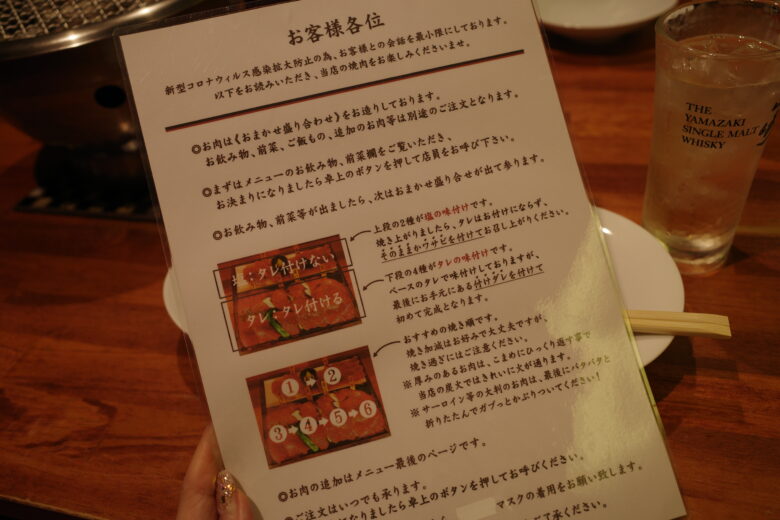 お客様各位
新型コロナウィルス感染拡大防止の為、お客様との会話を最小限にしております。
以下をお読みいただき、当店の焼肉をお楽しみくださいませ。
◎お肉は《おまかせ盛り合わせ》をお造りしております。
お飲み物、前菜、ご飯もの、追加のお肉等は別途のご注文となります。
◎まずはメニューのお飲み物、前菜欄をご覧いただき、
お決まりになりましたら卓上のボタンを押して店員をお呼び下さい。
◎お飲み物、前菜等が出ましたら、次はおまかせ盛り合せが出て参ります。
上段の2種が塩の味付けです。
焼き上がりましたら、タレはお付けにならず、
そのままかワサビを付けてお召し上がりください。
塩:タレ付けない
タレ:タレ付ける
下段の4種がタレの味付けです。
ベースのタレで味付けしておりますが、
最後にお手元にある付けダレを付けて
初めて完成となります。
おすすめの焼き順です。
焼き加減はお好みで大丈夫ですが、
焼き過ぎにはご注意ください。
※厚みのあるお肉は、こまめにひっくり返す事で
当店の炭火ではきれいに火が通ります。
※サーロイン等の大判のお肉は、最後にパタパタと
折りたたんでガブっとかぶりついてください!
1→2
3→4→5→6
◎お肉の追加はメニュー最後のページです。
ご注文はいつでも承ります。
になりましたら卓上のボタンを押してお呼びください。
マスクの着用をお願い致します。
THE
YAMAZAKI
SINGLE MALT
WHISKY